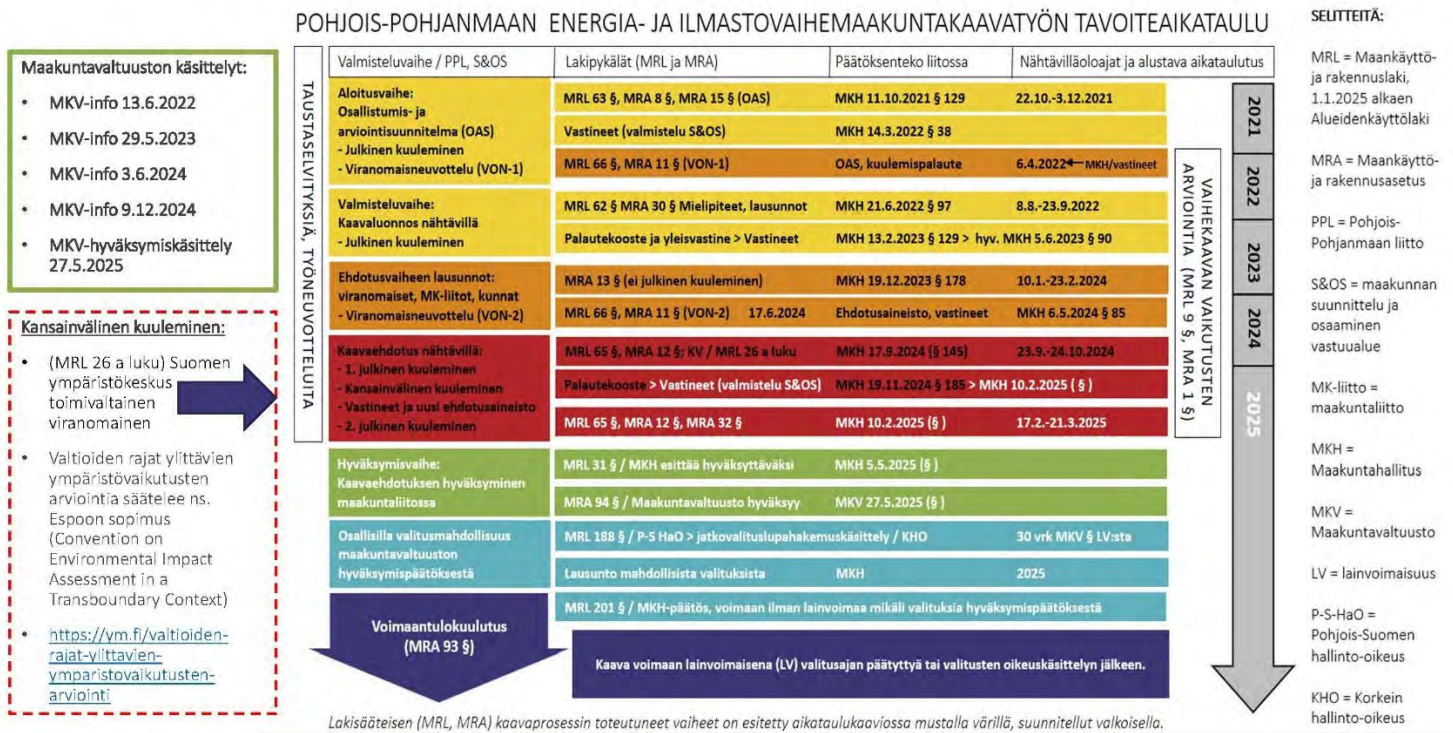 POHJOIS-POHJANMAAN ENERGIA- JA ILMASTOVAIHEMAAKUNTAKAAVATYÖN TAVOITEAIKATAULU
Maakuntavaltuuston käsittelyt:
• MKV-info 13.6.2022
• MKV-info 29.5.2023
• MKV-info 3.6.2024
• MKV-info 9.12.2024
• MKV-hyväksymiskäsittely
27.5.2025
Kansainvälinen kuuleminen:
• (MRL 26 a luku) Suomen
ympäristökeskus
toimivaltainen
viranomainen
• Valtioiden rajat ylittävien
ympäristövaikutusten
arviointia säätelee ns.
Espoon sopimus
(Convention on
Environmental Impact
Assessment in a
Transboundary Context)
• https://ym.fi/valtioiden-
rajat-ylittavien-
ymparistovaikutusten-
arviointi
TAUSTASELVITYKSIÄ, TYÖNEUVOTTELUITA
Valmisteluvaihe / PPL, S&OS
Lakipykälät (MRL ja MRA)
Päätöksenteko liitossa
Nähtävilläoloajat ja alustava aikataulutus
Aloitusvaihe:
Osallistumis- ja
arviointisuunnitelma (OAS)
- Julkinen kuuleminen
- Viranomaisneuvottelu (VON-1)
MRL 63 §, MRA 8 §, MRA 15 § (OAS)
MKH 11.10.2021 § 129
22.10.-3.12.2021
Vastineet (valmistelu S&OS)
MKH 14.3.2022 § 38
MRL 66 §, MRA 11 § (VON-1)
OAS, kuulemispalaute
6.4.2022 ← MKH/vastineet
Valmisteluvaihe:
Kaavaluonnos nähtävillä
- Julkinen kuuleminen
MRL 62 § MRA 30 § Mielipiteet, lausunnot
MKH 21.6.2022 § 97
8.8.-23.9.2022
Palautekooste ja yleisvastine > Vastineet
MKH 13.2.2023 § 129 > hyv. MKH 5.6.2023 § 90
Ehdotusvaiheen lausunnot:
viranomaiset, MK-liitot, kunnat
- Viranomaisneuvottelu (VON-2)
MRA 13 § (ei julkinen kuuleminen)
MKH 19.12.2023 § 178
10.1.-23.2.2024
MRL 66 §, MRA 11 § (VON-2) 17.6.2024
Ehdotusaineisto, vastineet
MKH 6.5.2024 § 85
Kaavaehdotus nähtävillä:
- 1. julkinen kuuleminen
- Kansainvälinen kuuleminen
- Vastineet ja uusi ehdotusaineisto
- 2. julkinen kuuleminen
MRL 65 §, MRA 12 §; KV / MRL 26 a luku
MKH 17.9.2024 (§ 145)
23.9.-24.10.2024
Palautekooste > Vastineet (valmistelu S&OS)
MKH 19.11.2024 § 185 > MKH 10.2.2025 ( § )
MRL 65 §, MRA 12 §, MRA 32 §
MKH 10.2.2025 (§ )
17.2.-21.3.2025
Hyväksymisvaihe:
Kaavaehdotuksen hyväksyminen
maakuntaliitossa
MRL 31 § / MKH esittää hyväksyttäväksi
MKH 5.5.2025 (§ )
MRA 94 § / Maakuntavaltuusto hyväksyy
MKV 27.5.2025 (§ )
Osallisilla valitusmahdollisuus
maakuntavaltuuston
hyväksymispäätöksestä
MRL 188 § / P-S HaO > jatkovalituslupahakemuskäsittely / KHO
30 vrk MKV § LV:sta
Lausunto mahdollisista valituksista
MKH
2025
MRL 201 § / MKH-päätös, voimaan ilman lainvoimaa mikäli valituksia hyväksymispäätöksestä
Voimaantulokuulutus
(MRA 93 §)
Kaava voimaan lainvoimaisena (LV) valitusajan päätyttyä tai valitusten oikeuskäsittelyn jälkeen.
VAIHEKAAVAN VAIKUTUSTEN
ARVIOINTIA (MRL 9 §, MRA 1 §)
2021
2022
2023
2024
2025
Lakisääteisen (MRL, MRA) kaavaprosessin toteutuneet vaiheet on esitetty aikataulukaaviossa mustalla värillä, suunnitellut valkoisella.
SELITTEITÄ:
MRL = Maankäyttö-
ja rakennuslaki,
1.1.2025 alkaen
Alueidenkäyttölaki
MRA = Maankäyttö-
ja rakennusasetus
PPL = Pohjois-
Pohjanmaan liitto
S&OS = maakunnan
suunnittelu ja
osaaminen
vastuualue
MK-liitto =
maakuntaliitto
MKH =
Maakuntahallitus
MKV =
Maakuntavaltuusto
LV = lainvoimaisuus
P-S-HaO =
Pohjois-Suomen
hallinto-oikeus
KHO = Korkein
hallinto-oikeus